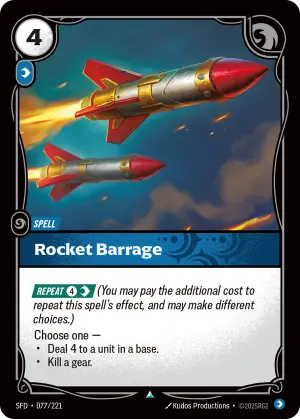 4
SPELL
Rocket Barrage
REPEAT 4 (You may pay the additional cost to
repeat this spell's effect, and may make different
choices.)
Choose one —
• Deal 4 to a unit in a base.
• Kill a gear.
SFD • 077/221
Kudos Productions • ©2025RGI